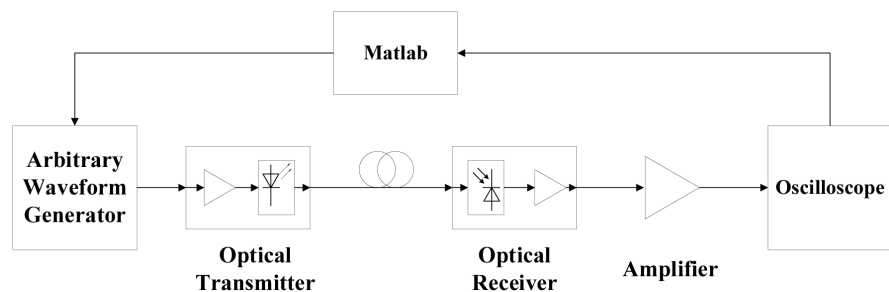 Matlab
Arbitrary
Waveform
Generator
Optical
Transmitter
Optical
Receiver
Amplifier
Oscilloscope